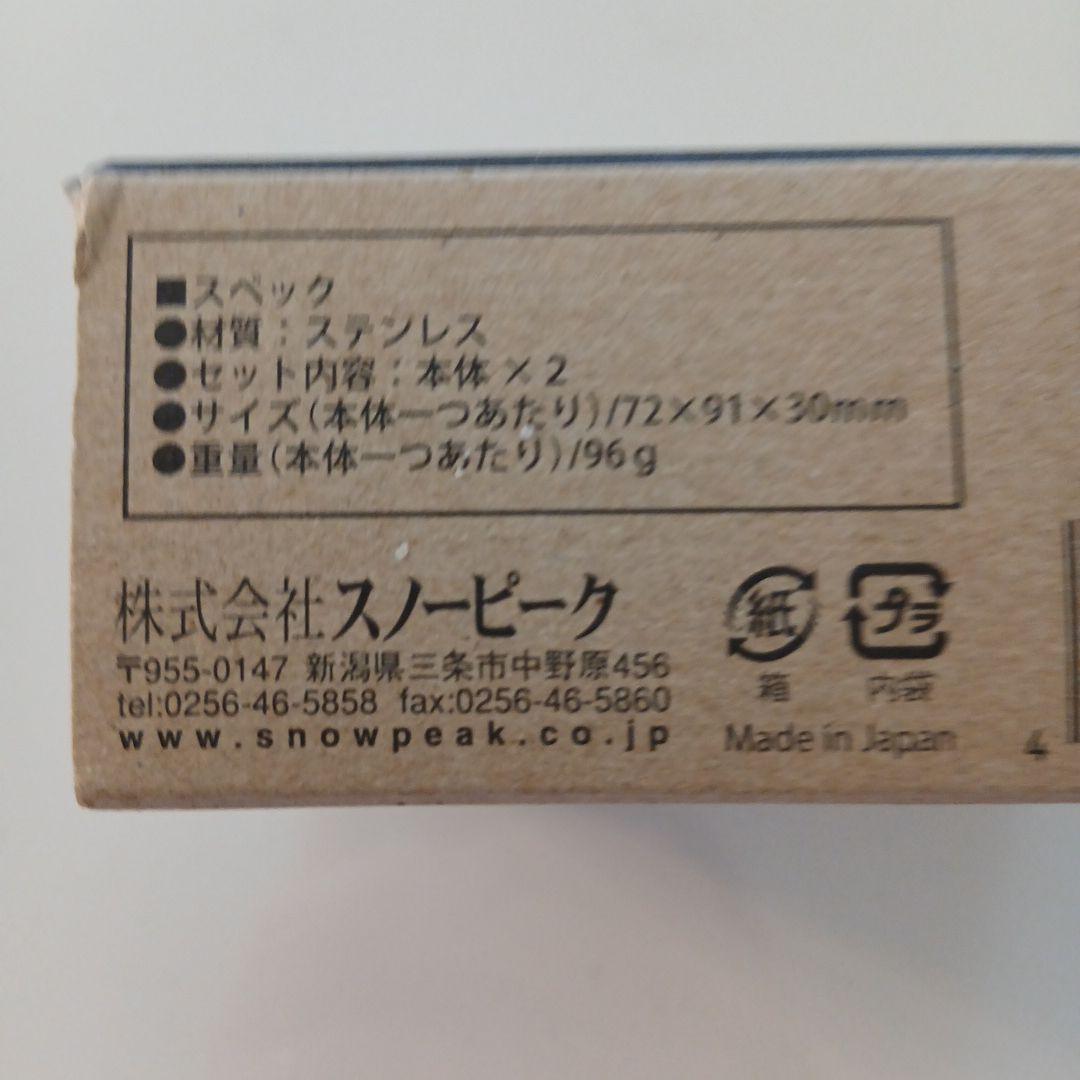 ■スペック
●材質：ステンレス
●セット内容：本体×2
●サイズ(本体一つあたり)/72×91×30mm
●重量(本体一つあたり)/96g
株式会社スノーピーク
〒955-0147 新潟県三条市中野原456
tel:0256-46-5858 fax:0256-46-5860
www.snowpeak.co.jp
紙 プラ
箱 内袋
Made in Japan
4